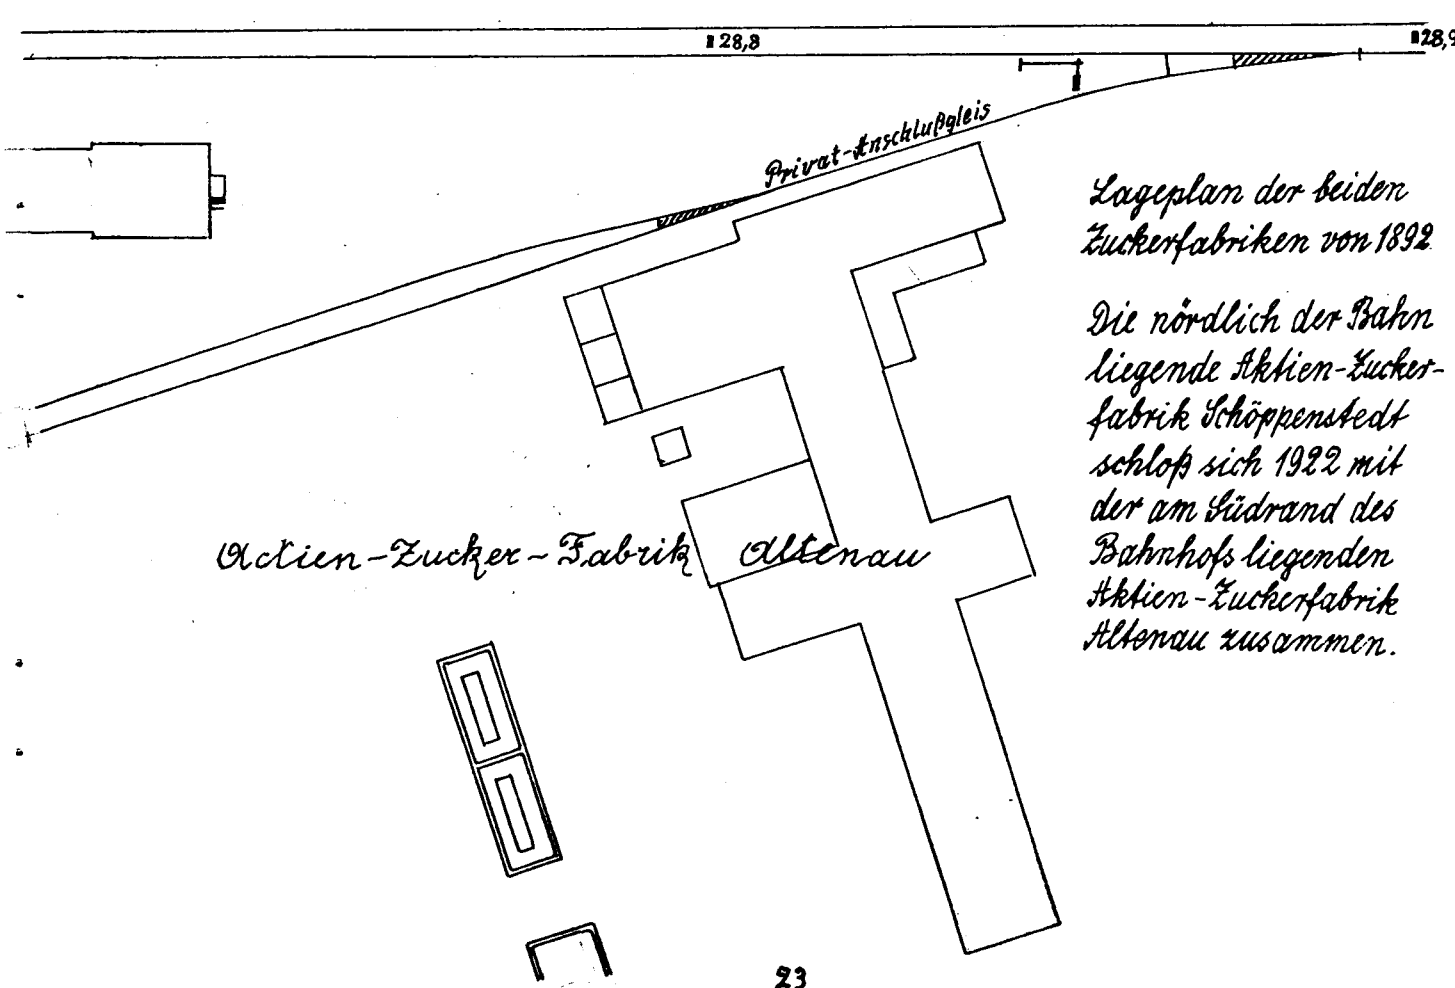 28,8
28,9
Privat-Anschlußgleis
Lageplan der beiden
Zuckerfabriken von 1892
Die nördlich der Bahn
liegende Aktien-Zucker-
fabrik Schöppenstedt
schloß sich 1922 mit
der am Südrand des
Bahnhofs liegenden
Aktien-Zuckerfabrik
Altenau zusammen.
Actien-Zucker-Fabrik Altenau
23